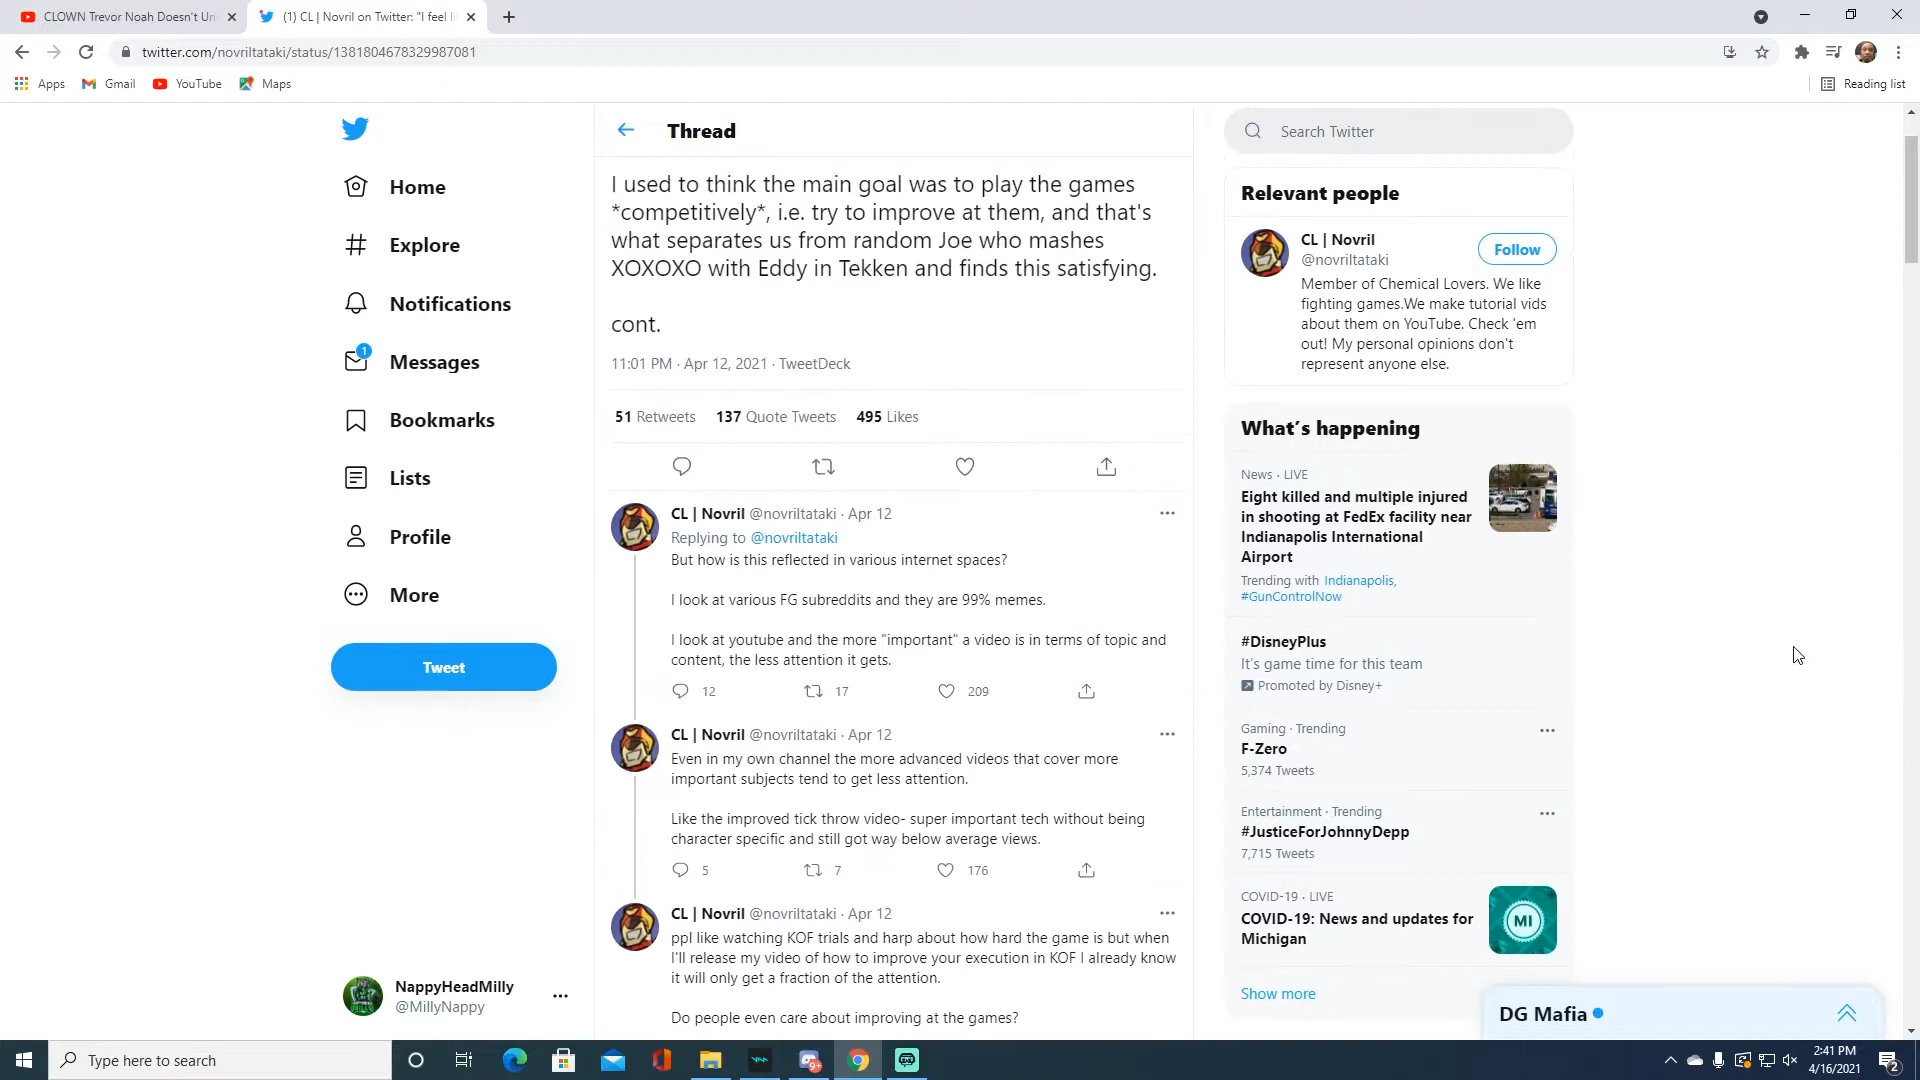 CLOWN Trevor Noah Doesn't Un
(1) CL | Novril on Twitter: "I feel li
twitter.com/novriltataki/status/1381804678329987081
Apps
Gmail
YouTube
Maps
Reading list
Home
Explore
Notifications
1
Messages
Bookmarks
Lists
Profile
More
Tweet
NappyHeadMilly
@MillyNappy
Thread
I used to think the main goal was to play the games
*competitively*, i.e. try to improve at them, and that's
what separates us from random Joe who mashes
XOXOXO with Eddy in Tekken and finds this satisfying.
cont.
11:01 PM · Apr 12, 2021 · TweetDeck
51 Retweets 137 Quote Tweets 495 Likes
CL | Novril @novriltataki · Apr 12
Replying to @novriltataki
But how is this reflected in various internet spaces?
I look at various FG subreddits and they are 99% memes.
I look at youtube and the more "important" a video is in terms of topic and
content, the less attention it gets.
12 17 209
CL | Novril @novriltataki · Apr 12
Even in my own channel the more advanced videos that cover more
important subjects tend to get less attention.
Like the improved tick throw video- super important tech without being
character specific and still got way below average views.
5 7 176
CL | Novril @novriltataki · Apr 12
ppl like watching KOF trials and harp about how hard the game is but when
I'll release my video of how to improve your execution in KOF I already know
it will only get a fraction of the attention.
Do people even care about improving at the games?
Search Twitter
Relevant people
CL | Novril
@novriltataki
Follow
Member of Chemical Lovers. We like
fighting games.We make tutorial vids
about them on YouTube. Check 'em
out! My personal opinions don't
represent anyone else.
What's happening
News · LIVE
Eight killed and multiple injured
in shooting at FedEx facility near
Indianapolis International
Airport
Trending with Indianapolis,
#GunControlNow
#DisneyPlus
It's game time for this team
Promoted by Disney+
Gaming · Trending
F-Zero
5,374 Tweets
Entertainment · Trending
#JusticeForJohnnyDepp
7,715 Tweets
COVID-19 · LIVE
COVID-19: News and updates for
Michigan
MI
Show more
DG Mafia
Type here to search
9+
2:41 PM
4/16/2021
2